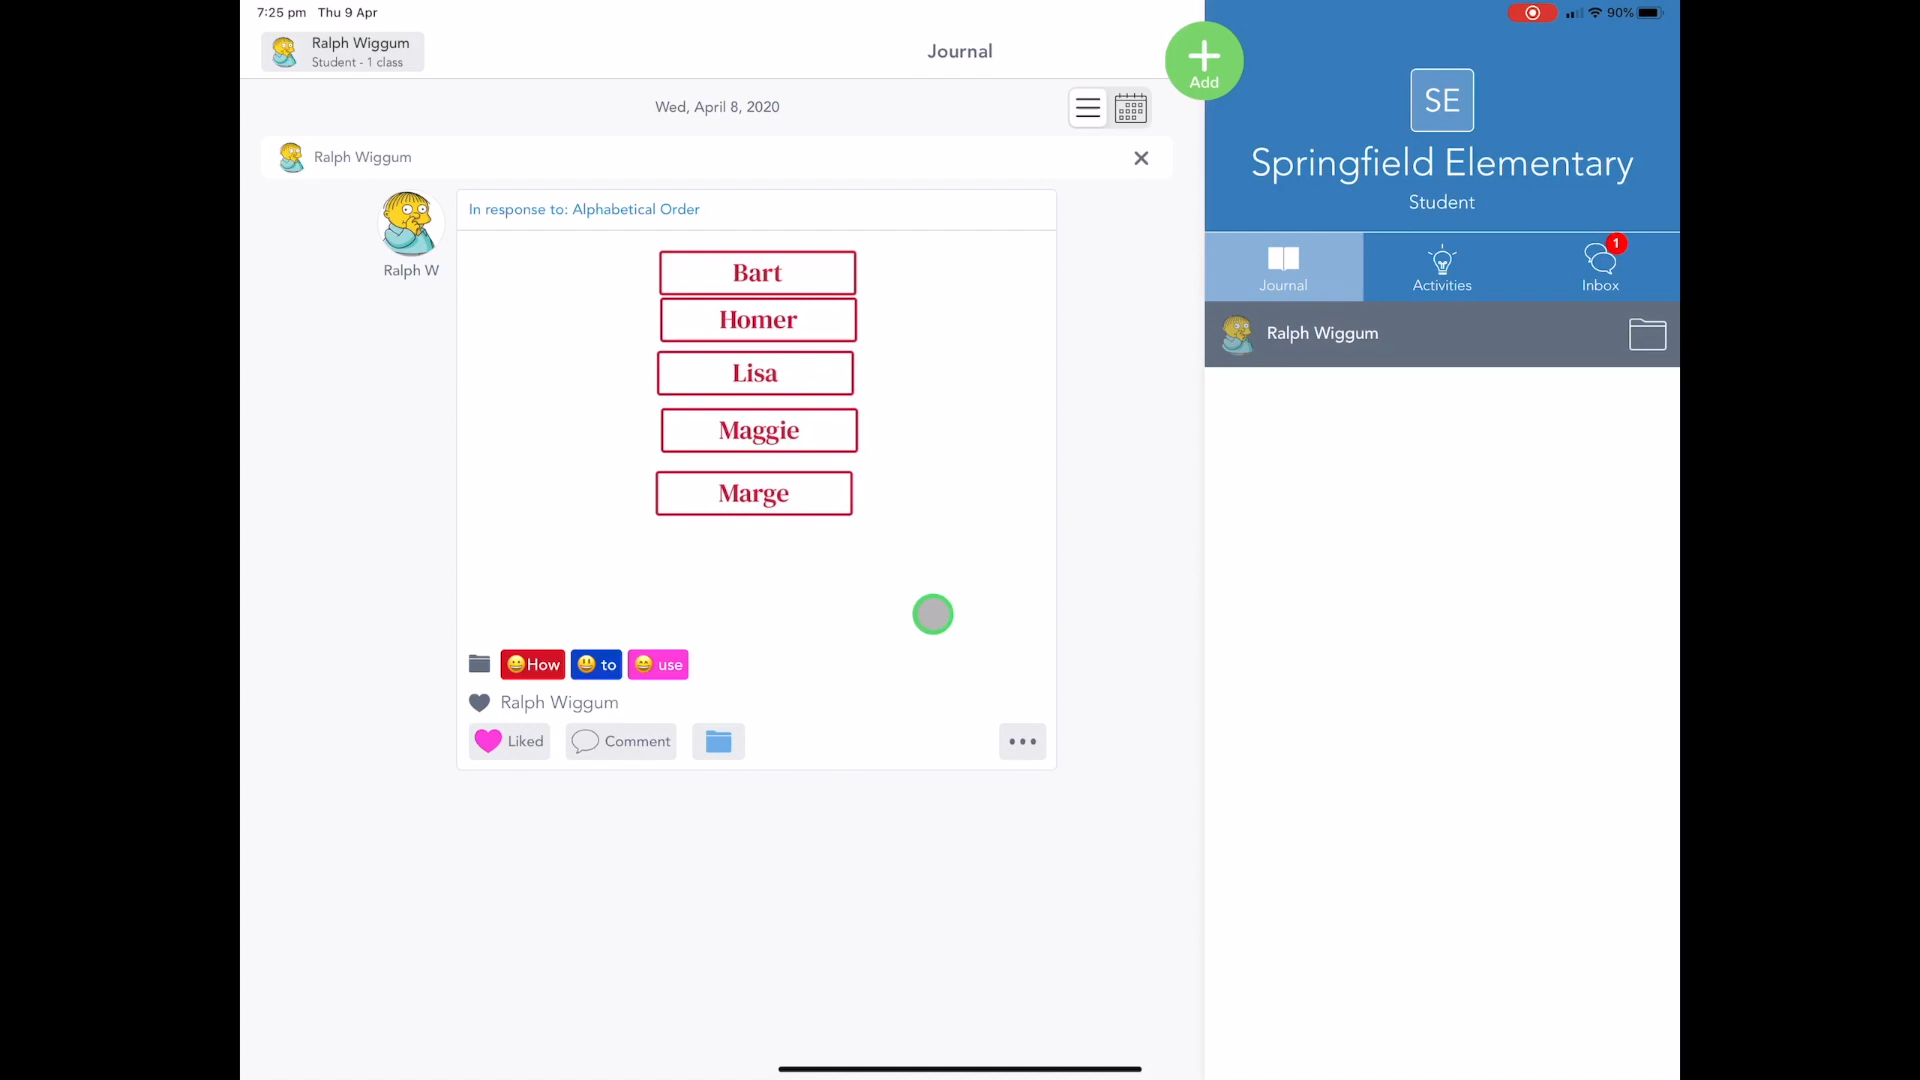 7:25 pm Thu 9 Apr
90%
Ralph Wiggum
Student - 1 class
Journal
Add
SE
Springfield Elementary
Student
Wed, April 8, 2020
Ralph Wiggum
Ralph W
In response to: Alphabetical Order
Bart
Homer
Lisa
Maggie
Marge
😀How 😃 to 😄 use
Ralph Wiggum
Liked Comment
Journal Activities 1 Inbox
Ralph Wiggum